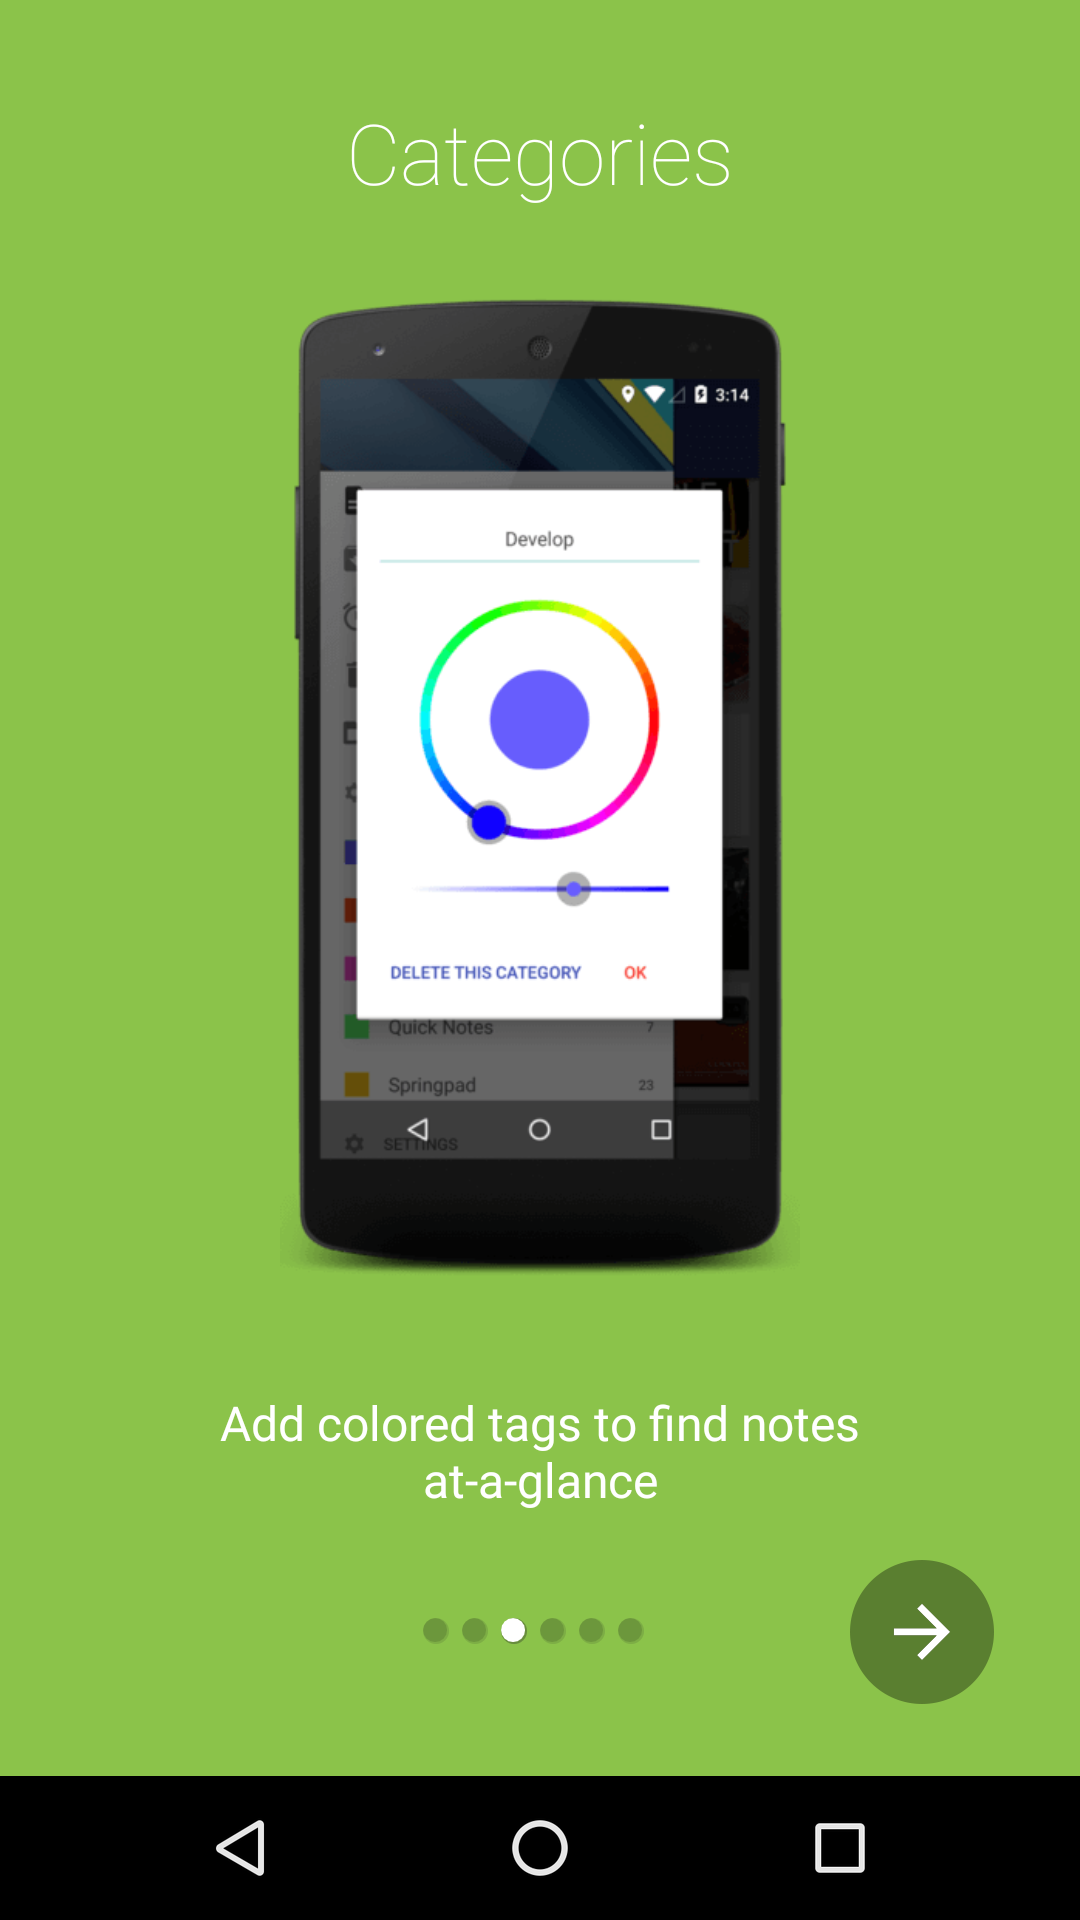 Categories
3:14
Develop
DELETE THIS CATEGORY OK
Quick Notes 7
Springpad 23
SETTINGS
Add colored tags to find notes
at-a-glance